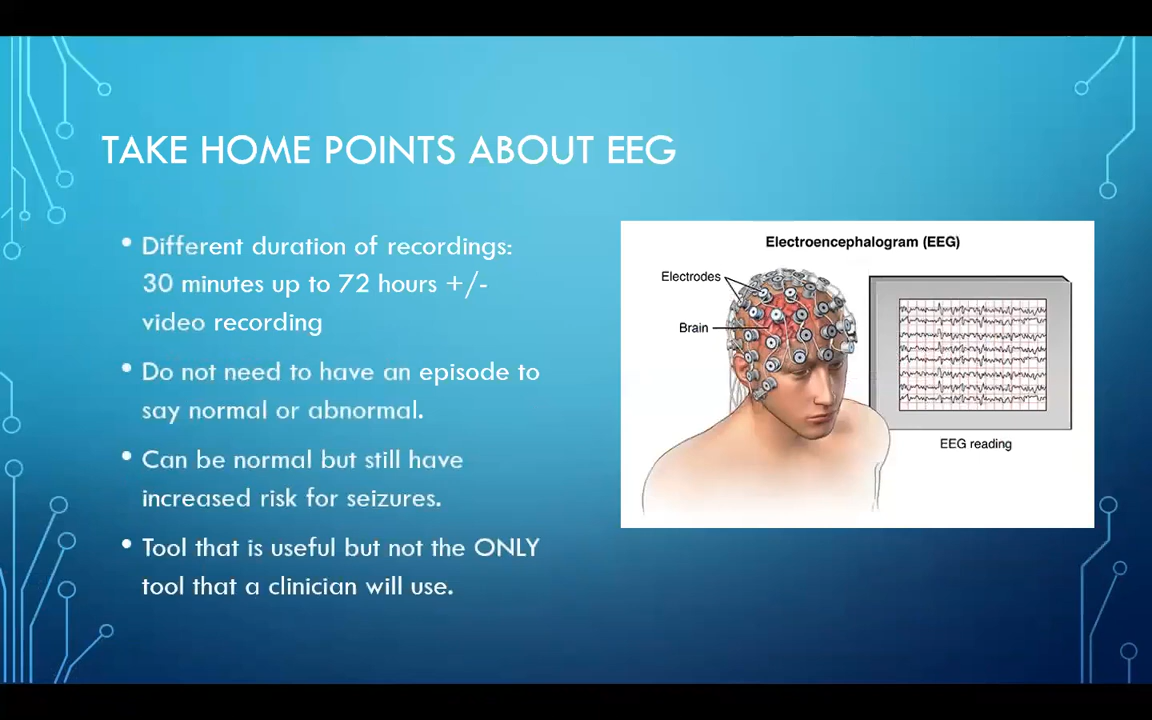 TAKE HOME POINTS ABOUT EEG
• Different duration of recordings:
30 minutes up to 72 hours +/-
video recording
• Do not need to have an episode to
say normal or abnormal.
• Can be normal but still have
increased risk for seizures.
• Tool that is useful but not the ONLY
tool that a clinician will use.
Electroencephalogram (EEG)
Electrodes
Brain
EEG reading